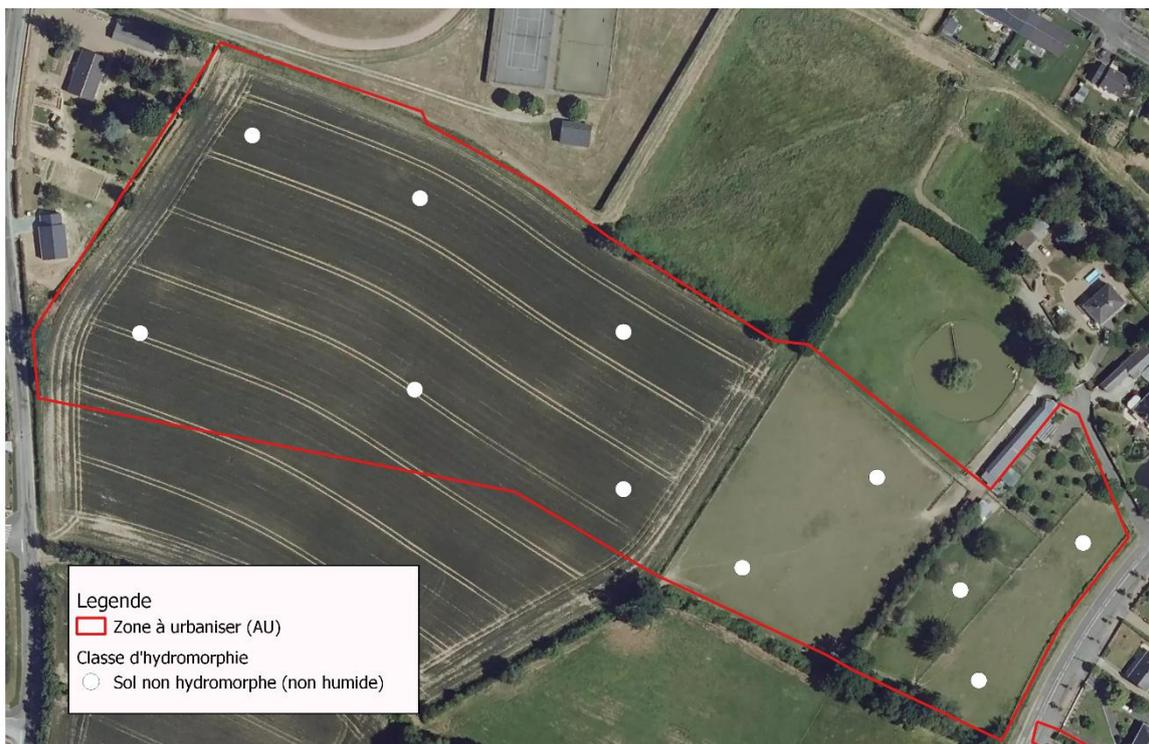 Legende
Zone à urbaniser (AU)
Classe d'hydromorphie
Sol non hydromorphe (non humide)